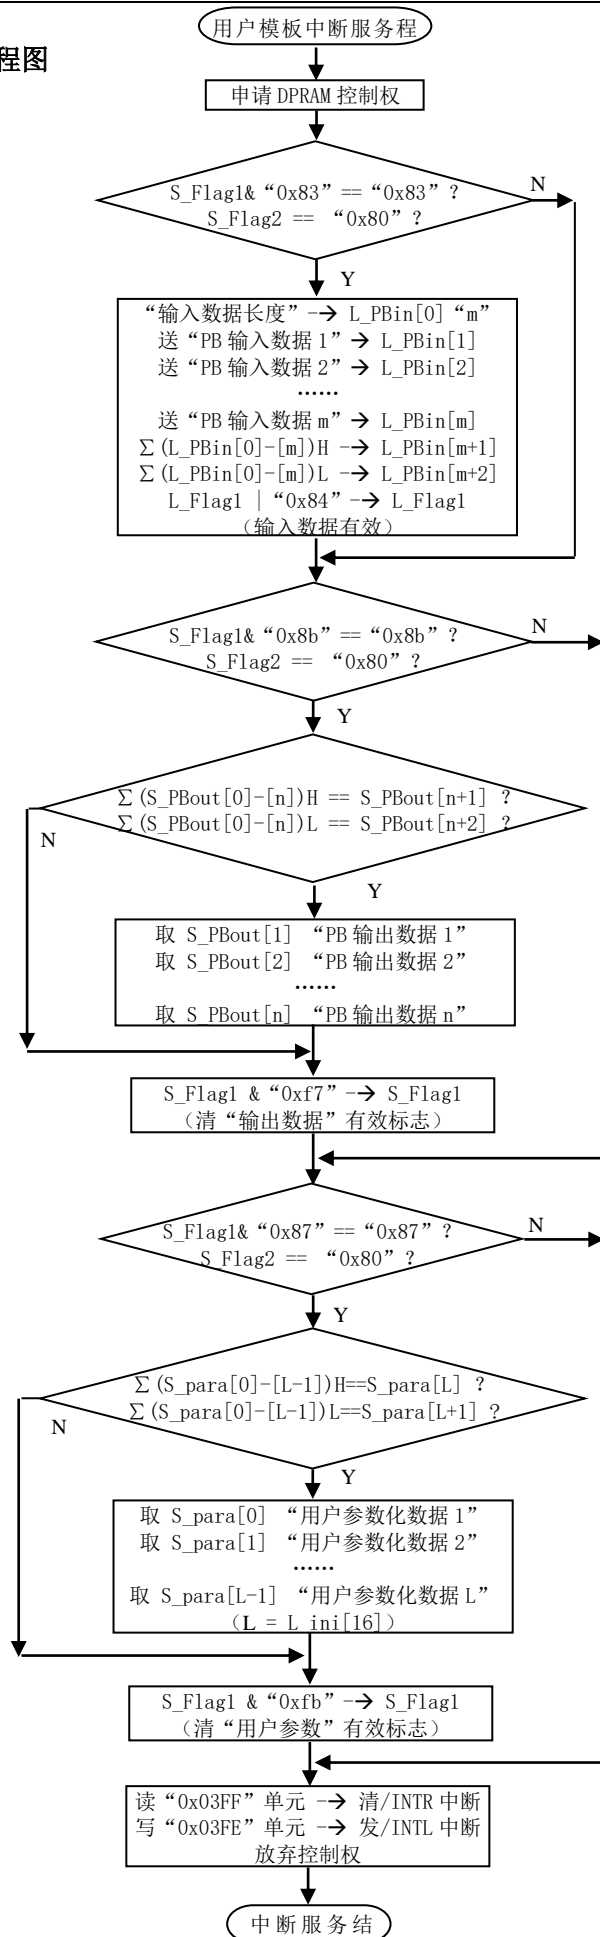 用户模板中断服务程
程图
申请 DPRAM 控制权
S_Flag1& “0x83” == “0x83” ?
S_Flag2 == “0x80” ?
N
Y
“输入数据长度” -→ L_PBin[0] “m”
送 “PB 输入数据 1” → L_PBin[1]
送 “PB 输入数据 2” → L_PBin[2]
……
送 “PB 输入数据 m” → L_PBin[m]
∑(L_PBin[0]-[m])H -→ L_PBin[m+1]
∑(L_PBin[0]-[m])L -→ L_PBin[m+2]
L_Flag1 | “0x84” -→ L_Flag1
(输入数据有效)
S_Flag1& “0x8b” == “0x8b” ?
S_Flag2 == “0x80” ?
N
Y
∑(S_PBout[0]-[n])H == S_PBout[n+1] ?
∑(S_PBout[0]-[n])L == S_PBout[n+2] ?
N
Y
取 S_PBout[1] “PB 输出数据 1”
取 S_PBout[2] “PB 输出数据 2”
……
取 S_PBout[n] “PB 输出数据 n”
S_Flag1 & “0xf7” -→ S_Flag1
(清 “输出数据” 有效标志)
S_Flag1& “0x87” == “0x87” ?
S_Flag2 == “0x80” ?
N
Y
∑(S_para[0]-[L-1])H==S_para[L] ?
∑(S_para[0]-[L-1])L==S_para[L+1] ?
N
Y
取 S_para[0] “用户参数化数据 1”
取 S_para[1] “用户参数化数据 2”
……
取 S_para[L-1] “用户参数化数据 L”
(L = L_ini[16])
S_Flag1 & “0xfb” -→ S_Flag1
(清 “用户参数” 有效标志)
读 “0x03FF” 单元 -→ 清/INTR 中断
写 “0x03FE” 单元 -→ 发/INTL 中断
放弃控制权
中断服务结